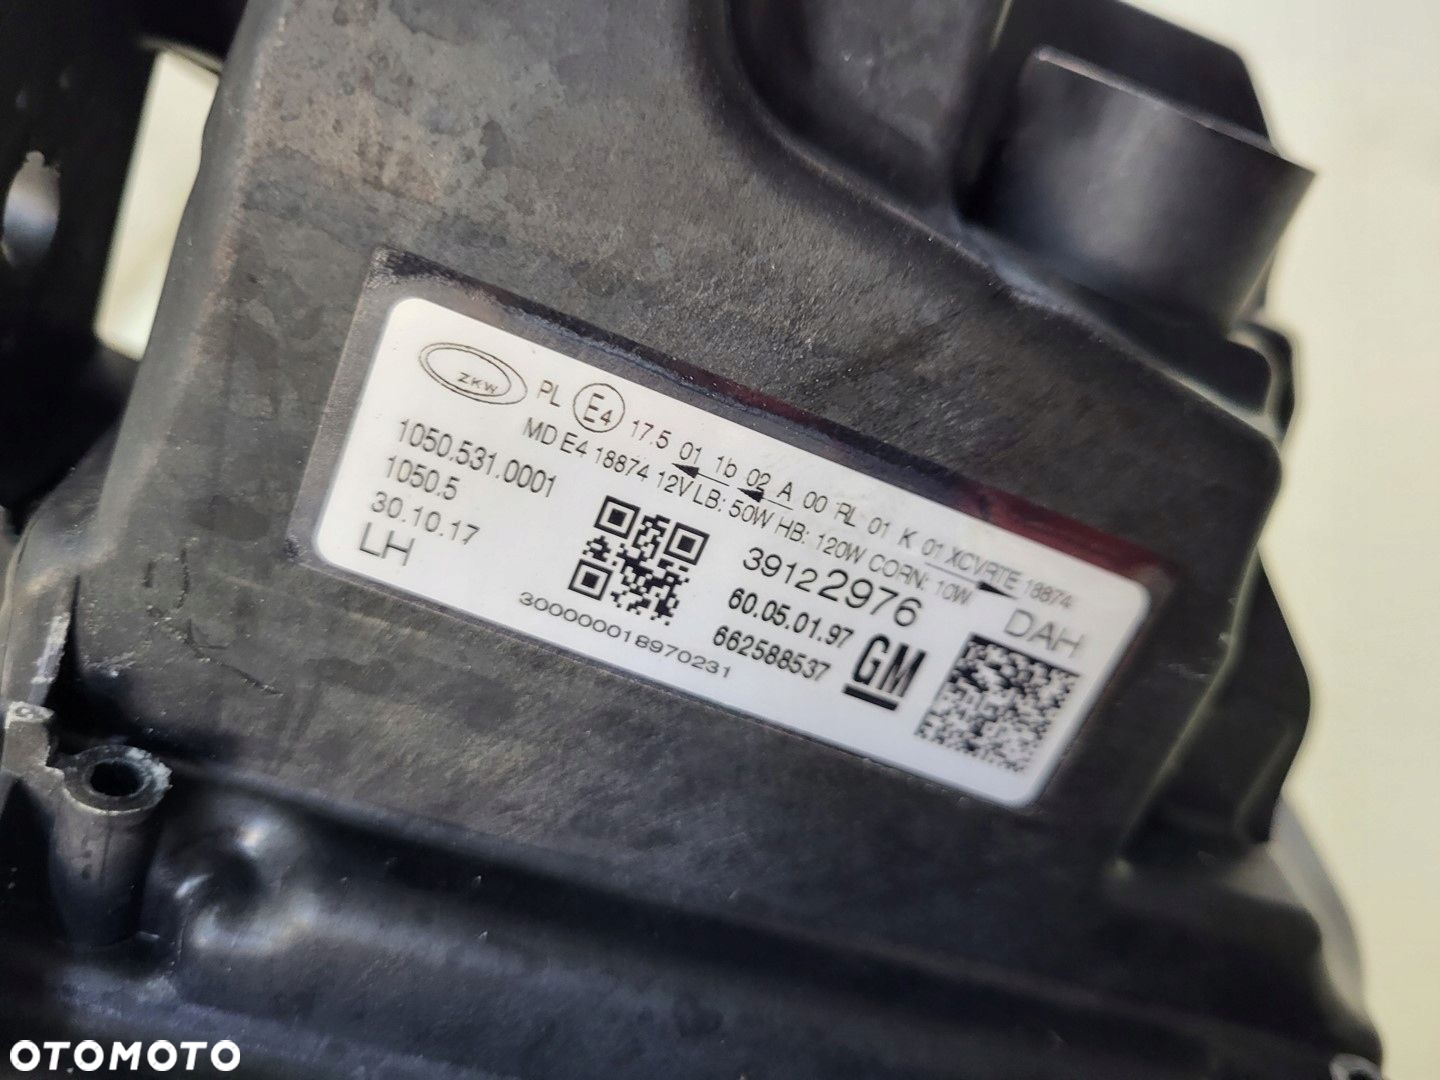 ZKW PL E4 17.5 01 1b 02 A 00 RL 01 K 01 XCVRTE 18874
MD E4 18874 12V LB: 50W HB: 120W CORN: 10W
1050.531.0001
1050.5
30.10.17
LH
300000018970231
39122976
60.05.01.97
662588537
GM
DAH
OTOMOTO